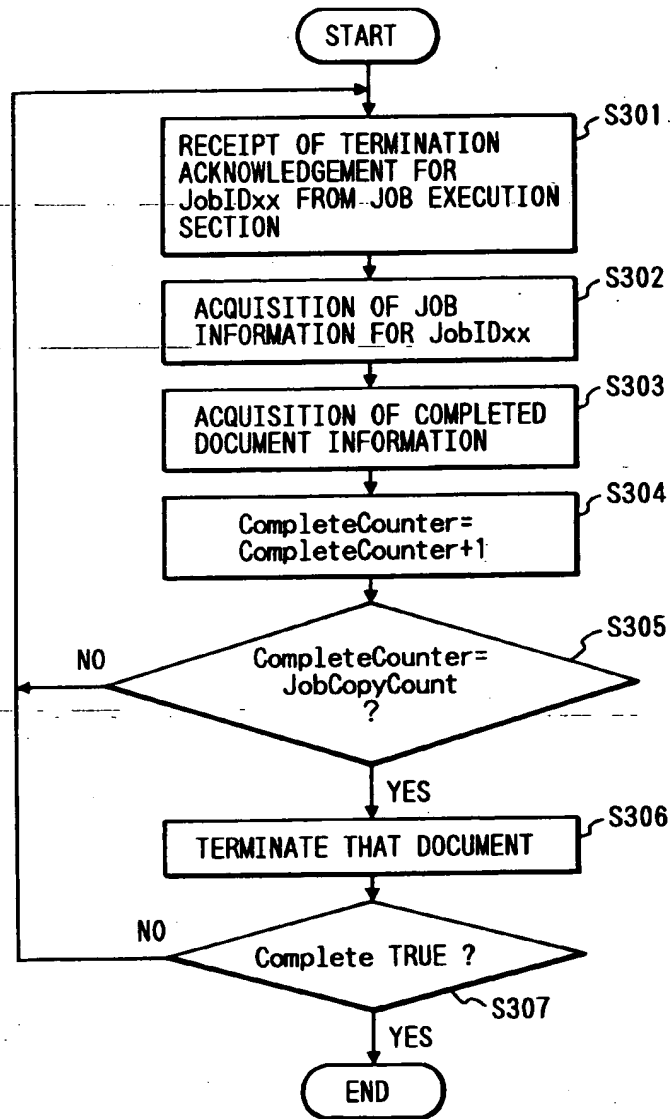 START
S301
RECEIPT OF TERMINATION
ACKNOWLEDGEMENT FOR
JobIDxx FROM JOB EXECUTION
SECTION
S302
ACQUISITION OF JOB
INFORMATION FOR JobIDxx
S303
ACQUISITION OF COMPLETED
DOCUMENT INFORMATION
S304
CompleteCounter=
CompleteCounter+1
S305
NO
CompleteCounter=
JobCopyCount
?
YES
S306
TERMINATE THAT DOCUMENT
NO
Complete TRUE ?
S307
YES
END